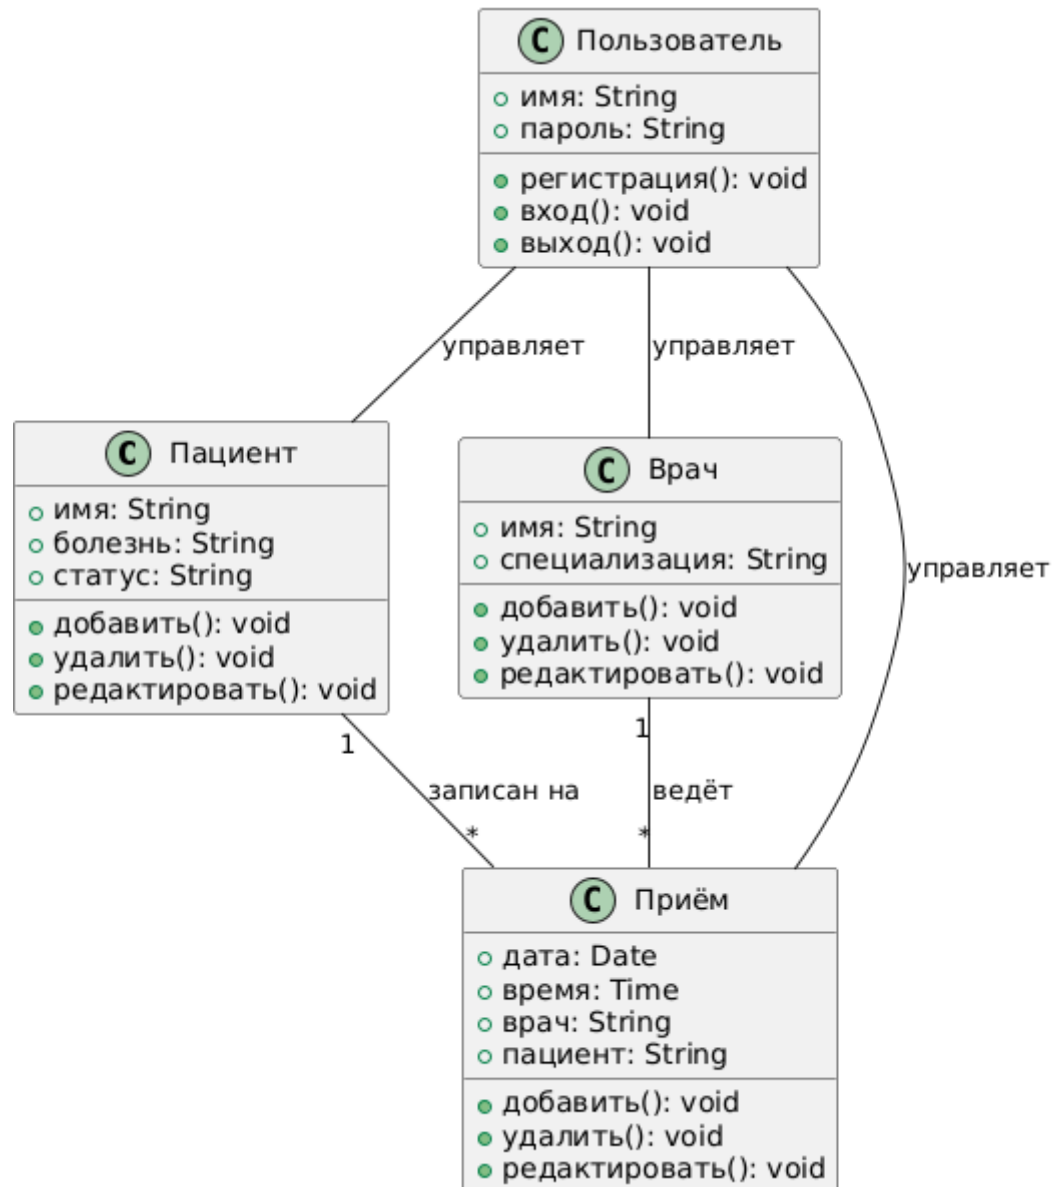 C Пользователь
имя: String
пароль: String
регистрация(): void
вход(): void
выход(): void
управляет
управляет
управляет
C Пациент
имя: String
болезнь: String
статус: String
добавить(): void
удалить(): void
редактировать(): void
C Врач
имя: String
специализация: String
добавить(): void
удалить(): void
редактировать(): void
1
записан на
*
1
ведёт
*
C Приём
дата: Date
время: Time
врач: String
пациент: String
добавить(): void
удалить(): void
редактировать(): void